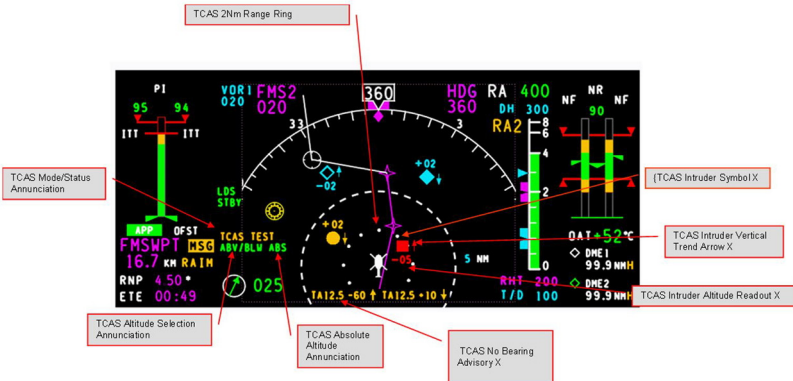 TCAS 2Nm Range Ring
PI
95 94
ITT ITT
VOR1
020
FMS2
020
360
HDG
360
RA 400
DH 300
RA2
NR
NF NF
90
33
3
8
6
4
2
0
+02
-02
LDS
STBY
TCAS Mode/Status
Annunciation
(TCAS Intruder Symbol X
APP OFST
FMSWPT MSG
16.7 KM RAIM
RNP 4.50°
ETE 00:49
TCAS TEST
ABV/BLW ABS
025
+02
-05
5 NM
TA12.5 -60 TA12.5 +10
RHT 200
T/D 100
OAT+52°C
DME1
99.9NMH
DME2
99.9NMH
TCAS Intruder Vertical
Trend Arrow X
TCAS Intruder Altitude Readout X
TCAS Altitude Selection
Annunciation
TCAS Absolute
Altitude
Annunciation
TCAS No Bearing
Advisory X